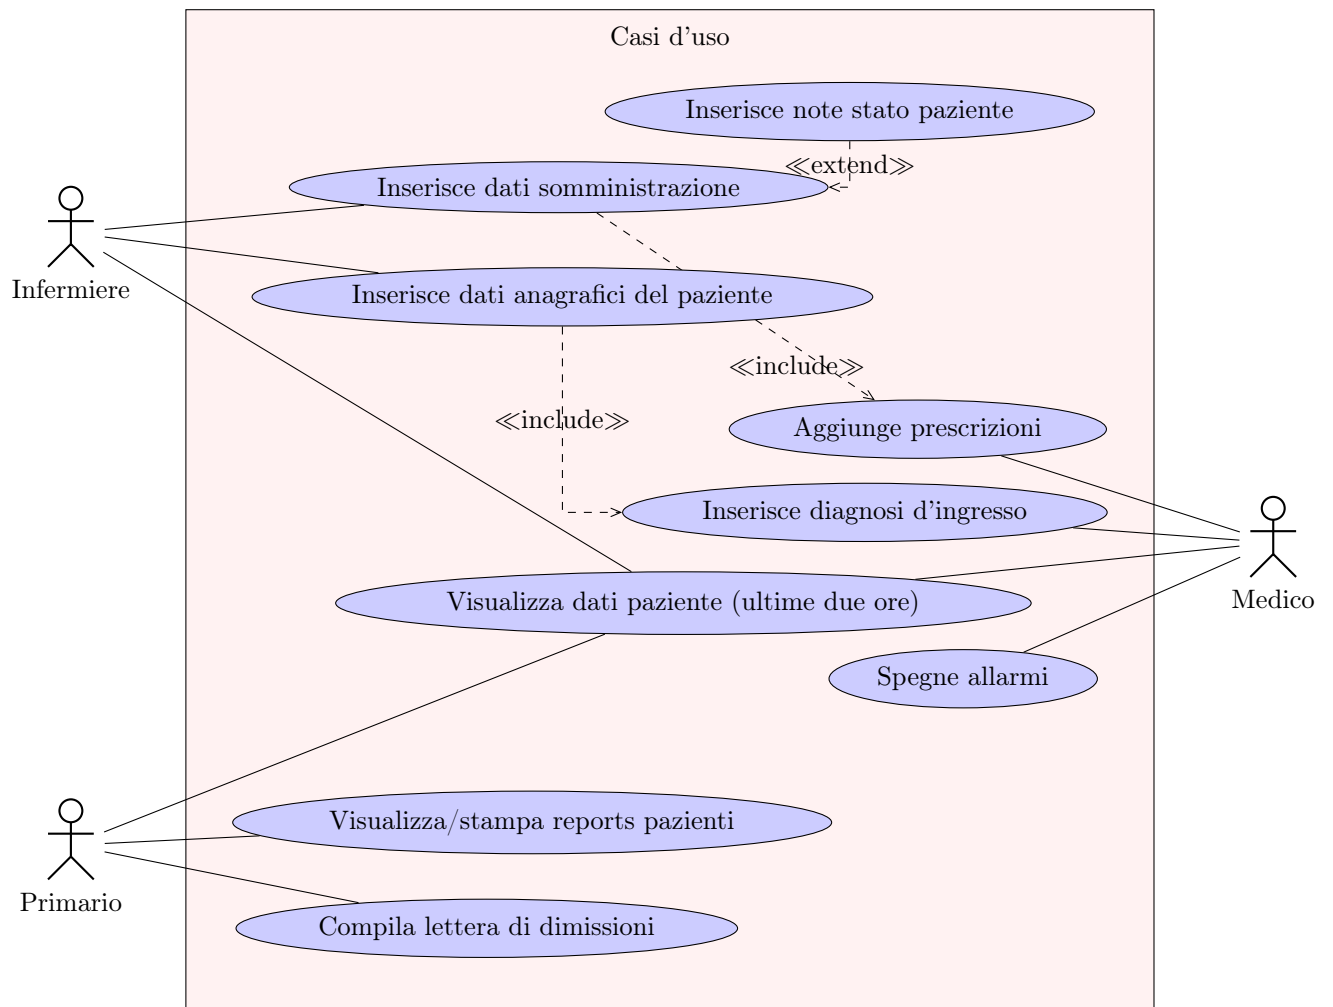 Casi d'uso
Inserisce note stato paziente
≪extend≫
Inserisce dati somministrazione
Infermiere
Inserisce dati anagrafici del paziente
≪include≫
≪include≫
Aggiunge prescrizioni
Inserisce diagnosi d'ingresso
Visualizza dati paziente (ultime due ore)
Medico
Spegne allarmi
Visualizza/stampa reports pazienti
Primario
Compila lettera di dimissioni